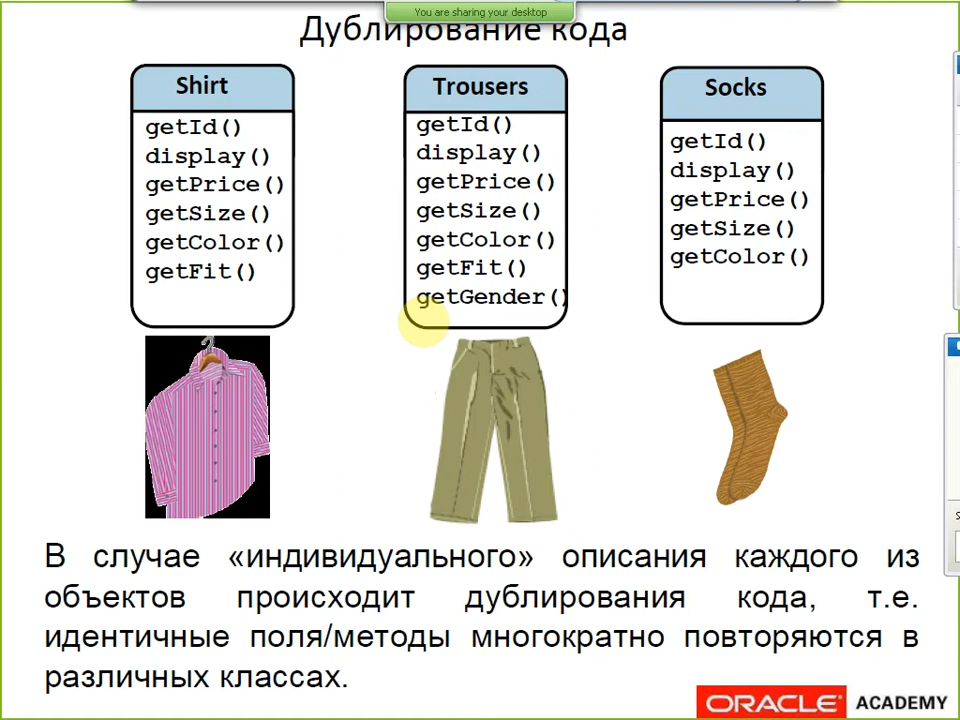 You are sharing your desktop
Дублирование кода
Shirt
getId()
display()
getPrice()
getSize()
getColor()
getFit()
Trousers
getId()
display()
getPrice()
getSize()
getColor()
getFit()
getGender()
Socks
getId()
display()
getPrice()
getSize()
getColor()
В случае «индивидуального» описания каждого из
объектов происходит дублирования кода, т.е.
идентичные поля/методы многократно повторяются в
различных классах.
ORACLE ACADEMY